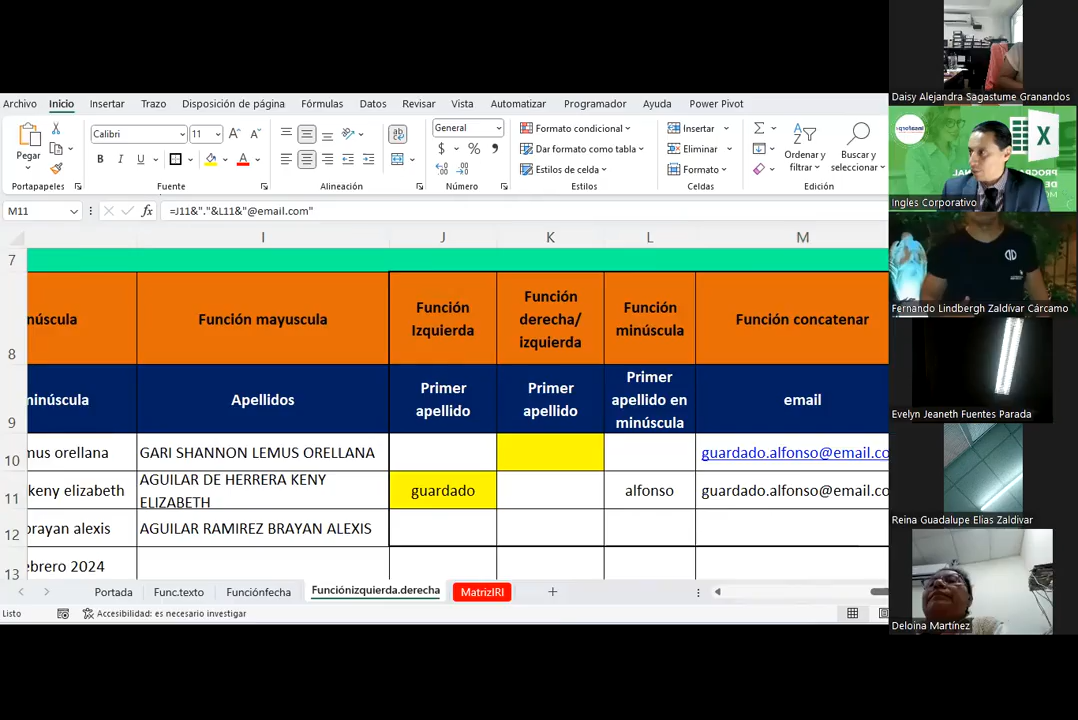 Archivo Inicio Insertar Trazo Disposición de página Fórmulas Datos Revisar Vista Automatizar Programador Ayuda Power Pivot
Pegar
Portapapeles
Calibri 11
Fuente
Alineación
General
Número
Formato condicional
Dar formato como tabla
Estilos de celda
Estilos
Insertar
Eliminar
Formato
Celdas
Ordenar y filtrar
Buscar y seleccionar
Edición
M11 fx =J11&"."&L11&"@email.com"
I J K L M
7
8 núscula Función mayuscula Función Izquierda Función derecha/ izquierda Función minúscula Función concatenar
9 minúscula Apellidos Primer apellido Primer apellido Primer apellido en minúscula email
10 mus orellana GARI SHANNON LEMUS ORELLANA guardado.alfonso@email.co
11 keny elizabeth AGUILAR DE HERRERA KENY ELIZABETH guardado alfonso guardado.alfonso@email.co
12 brayan alexis AGUILAR RAMIREZ BRAYAN ALEXIS
13 ebrero 2024
Portada Func.texto Funciónfecha Funciónizquierda.derecha MatrizIRI
Listo Accesibilidad: es necesario investigar
Daisy Alejandra Sagastume Granandos
Ingles Corporativo
Fernando Lindbergh Zaldívar Cárcamo
Evelyn Jeaneth Fuentes Parada
Reina Guadalupe Elias Zaldivar
Deloina Martínez